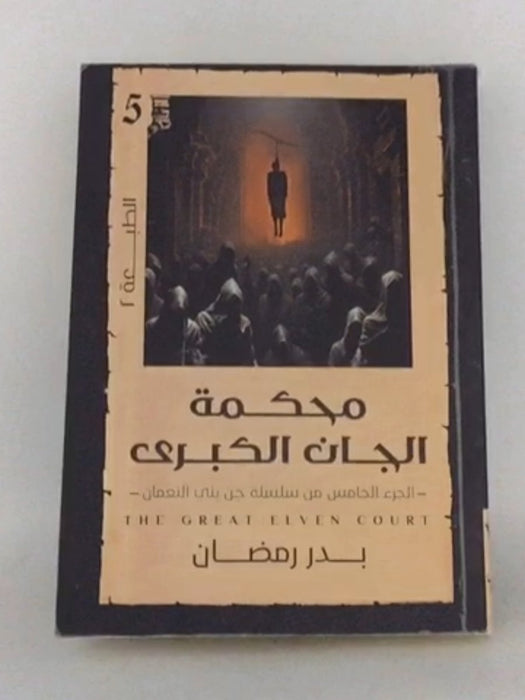 5
الطبعة ٢
محكمة
الجان الكبرى
- الجزء الخامس من سلسلة جن بني النعمان -
THE GREAT ELVEN COURT
بدر رمضان